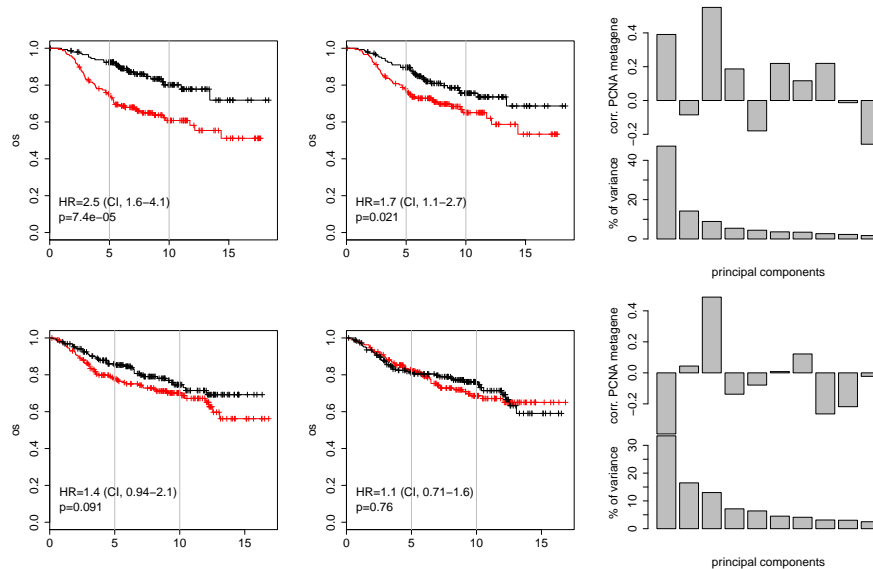 os
0.0 0.2 0.4 0.6 0.8 1.0
HR=2.5 (CI, 1.6−4.1)
p=7.4e−05
0 5 10 15
os
0.0 0.2 0.4 0.6 0.8 1.0
HR=1.7 (CI, 1.1−2.7)
p=0.021
0 5 10 15
corr. PCNA metagene
−0.2 0.0 0.2 0.4
% of variance
0 20 40
principal components
os
0.0 0.2 0.4 0.6 0.8 1.0
HR=1.4 (CI, 0.94−2.1)
p=0.091
0 5 10 15
os
0.0 0.2 0.4 0.6 0.8 1.0
HR=1.1 (CI, 0.71−1.6)
p=0.76
0 5 10 15
corr. PCNA metagene
−0.2 0.0 0.2 0.4
% of variance
0 10 20 30
principal components